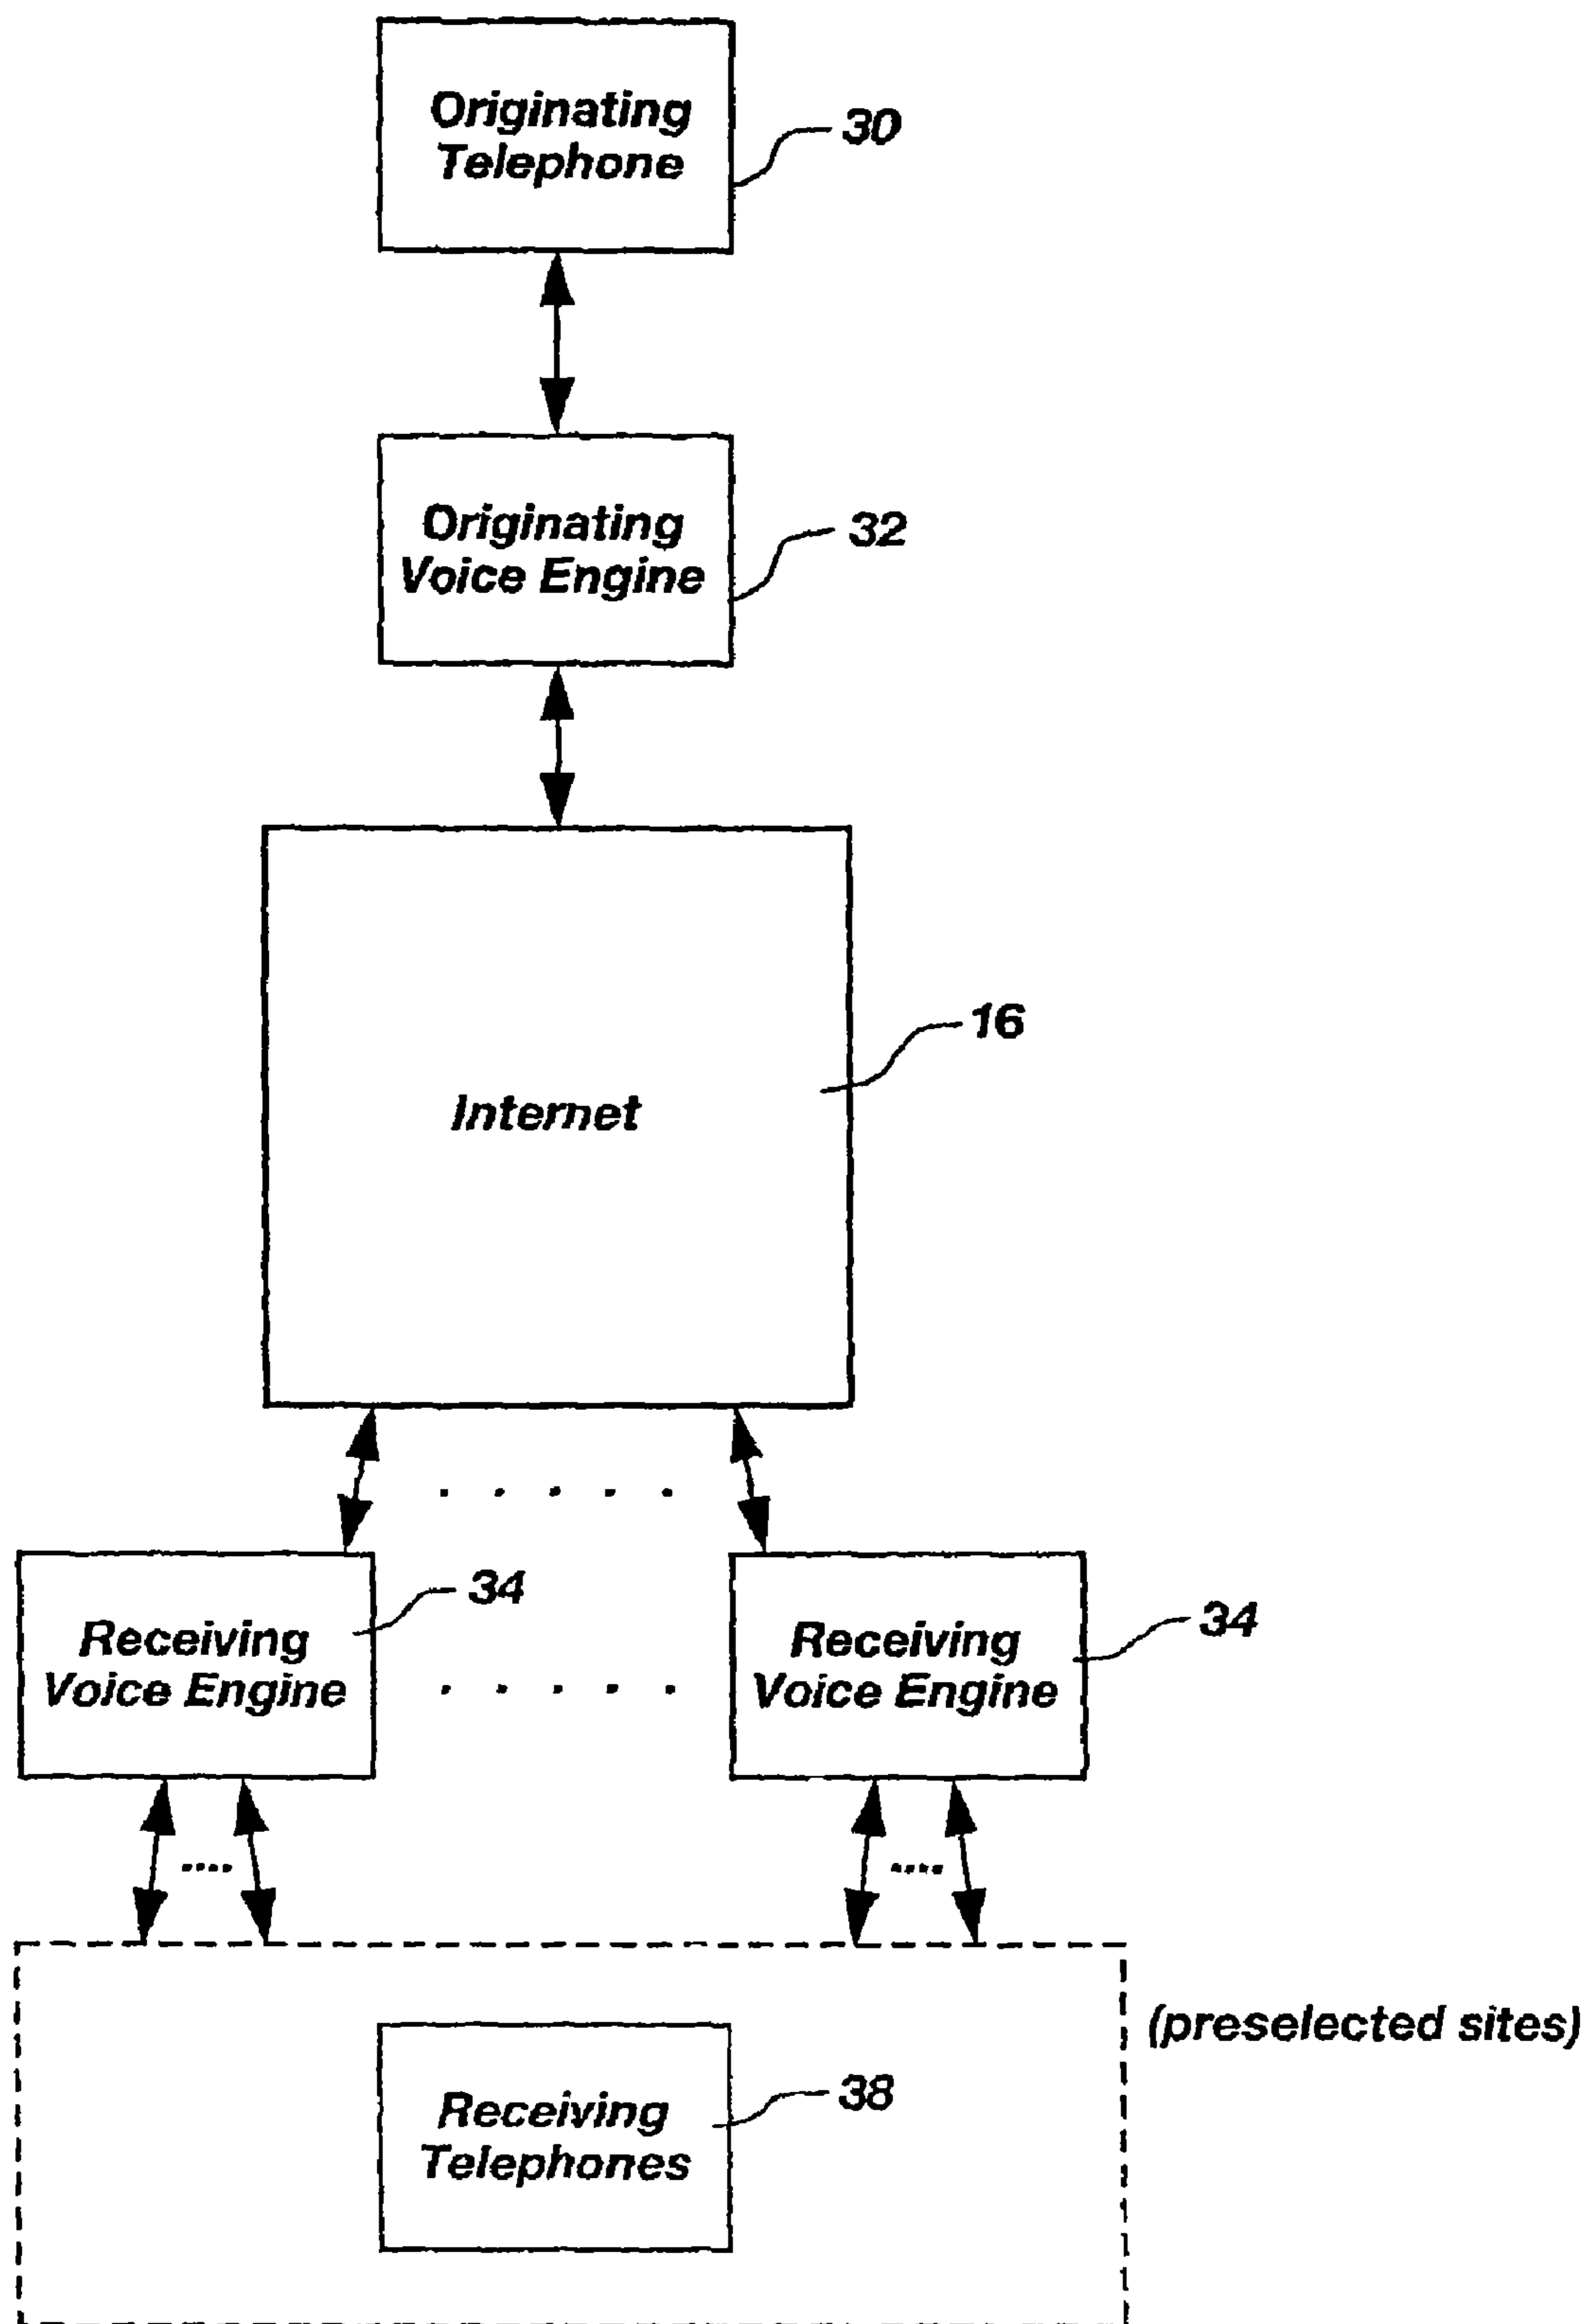 Originating
Telephone
30
Originating
Voice Engine
32
Internet
16
Receiving
Voice Engine
34
Receiving
Voice Engine
34
(preselected sites)
Receiving
Telephones
38